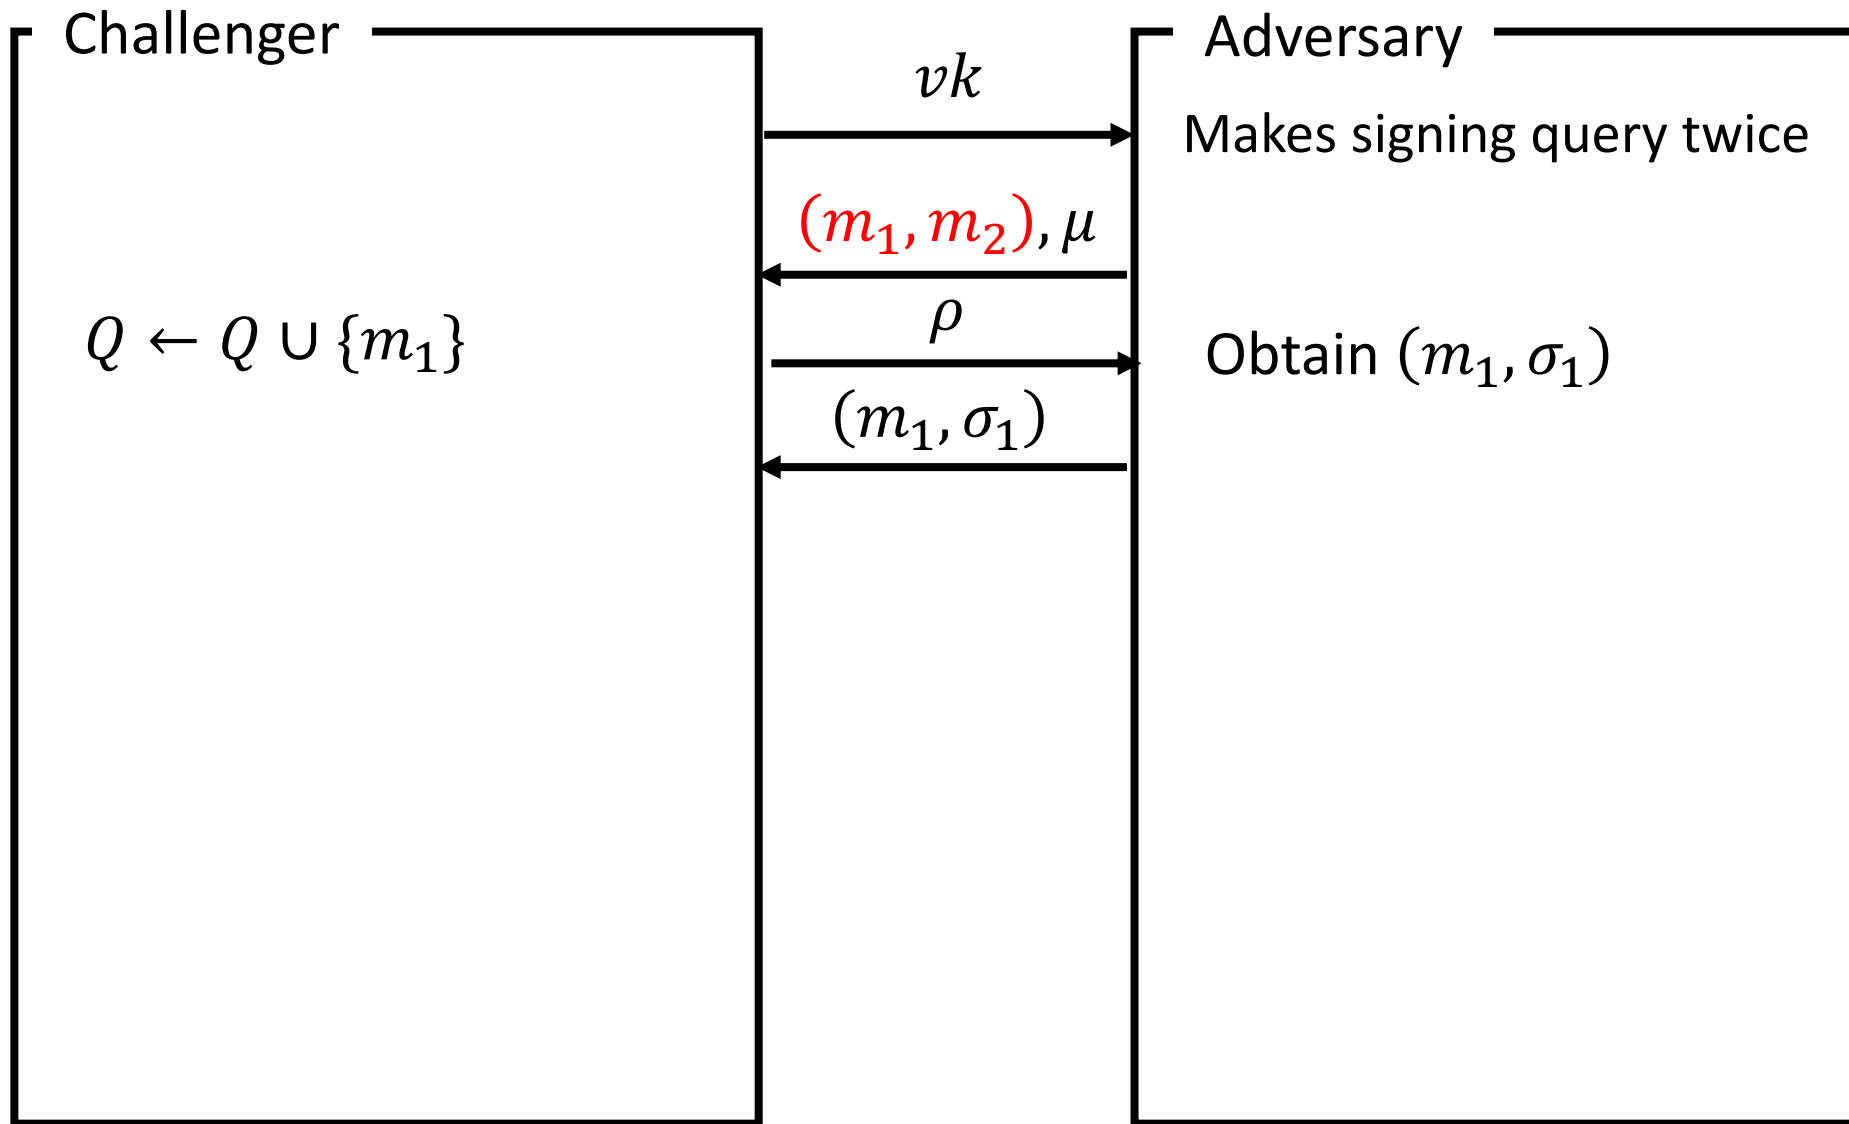 Challenger
Adversary
vk
Makes signing query twice
(m₁, m₂), μ
ρ
Q ← Q ∪ {m₁}
Obtain (m₁, σ₁)
(m₁, σ₁)